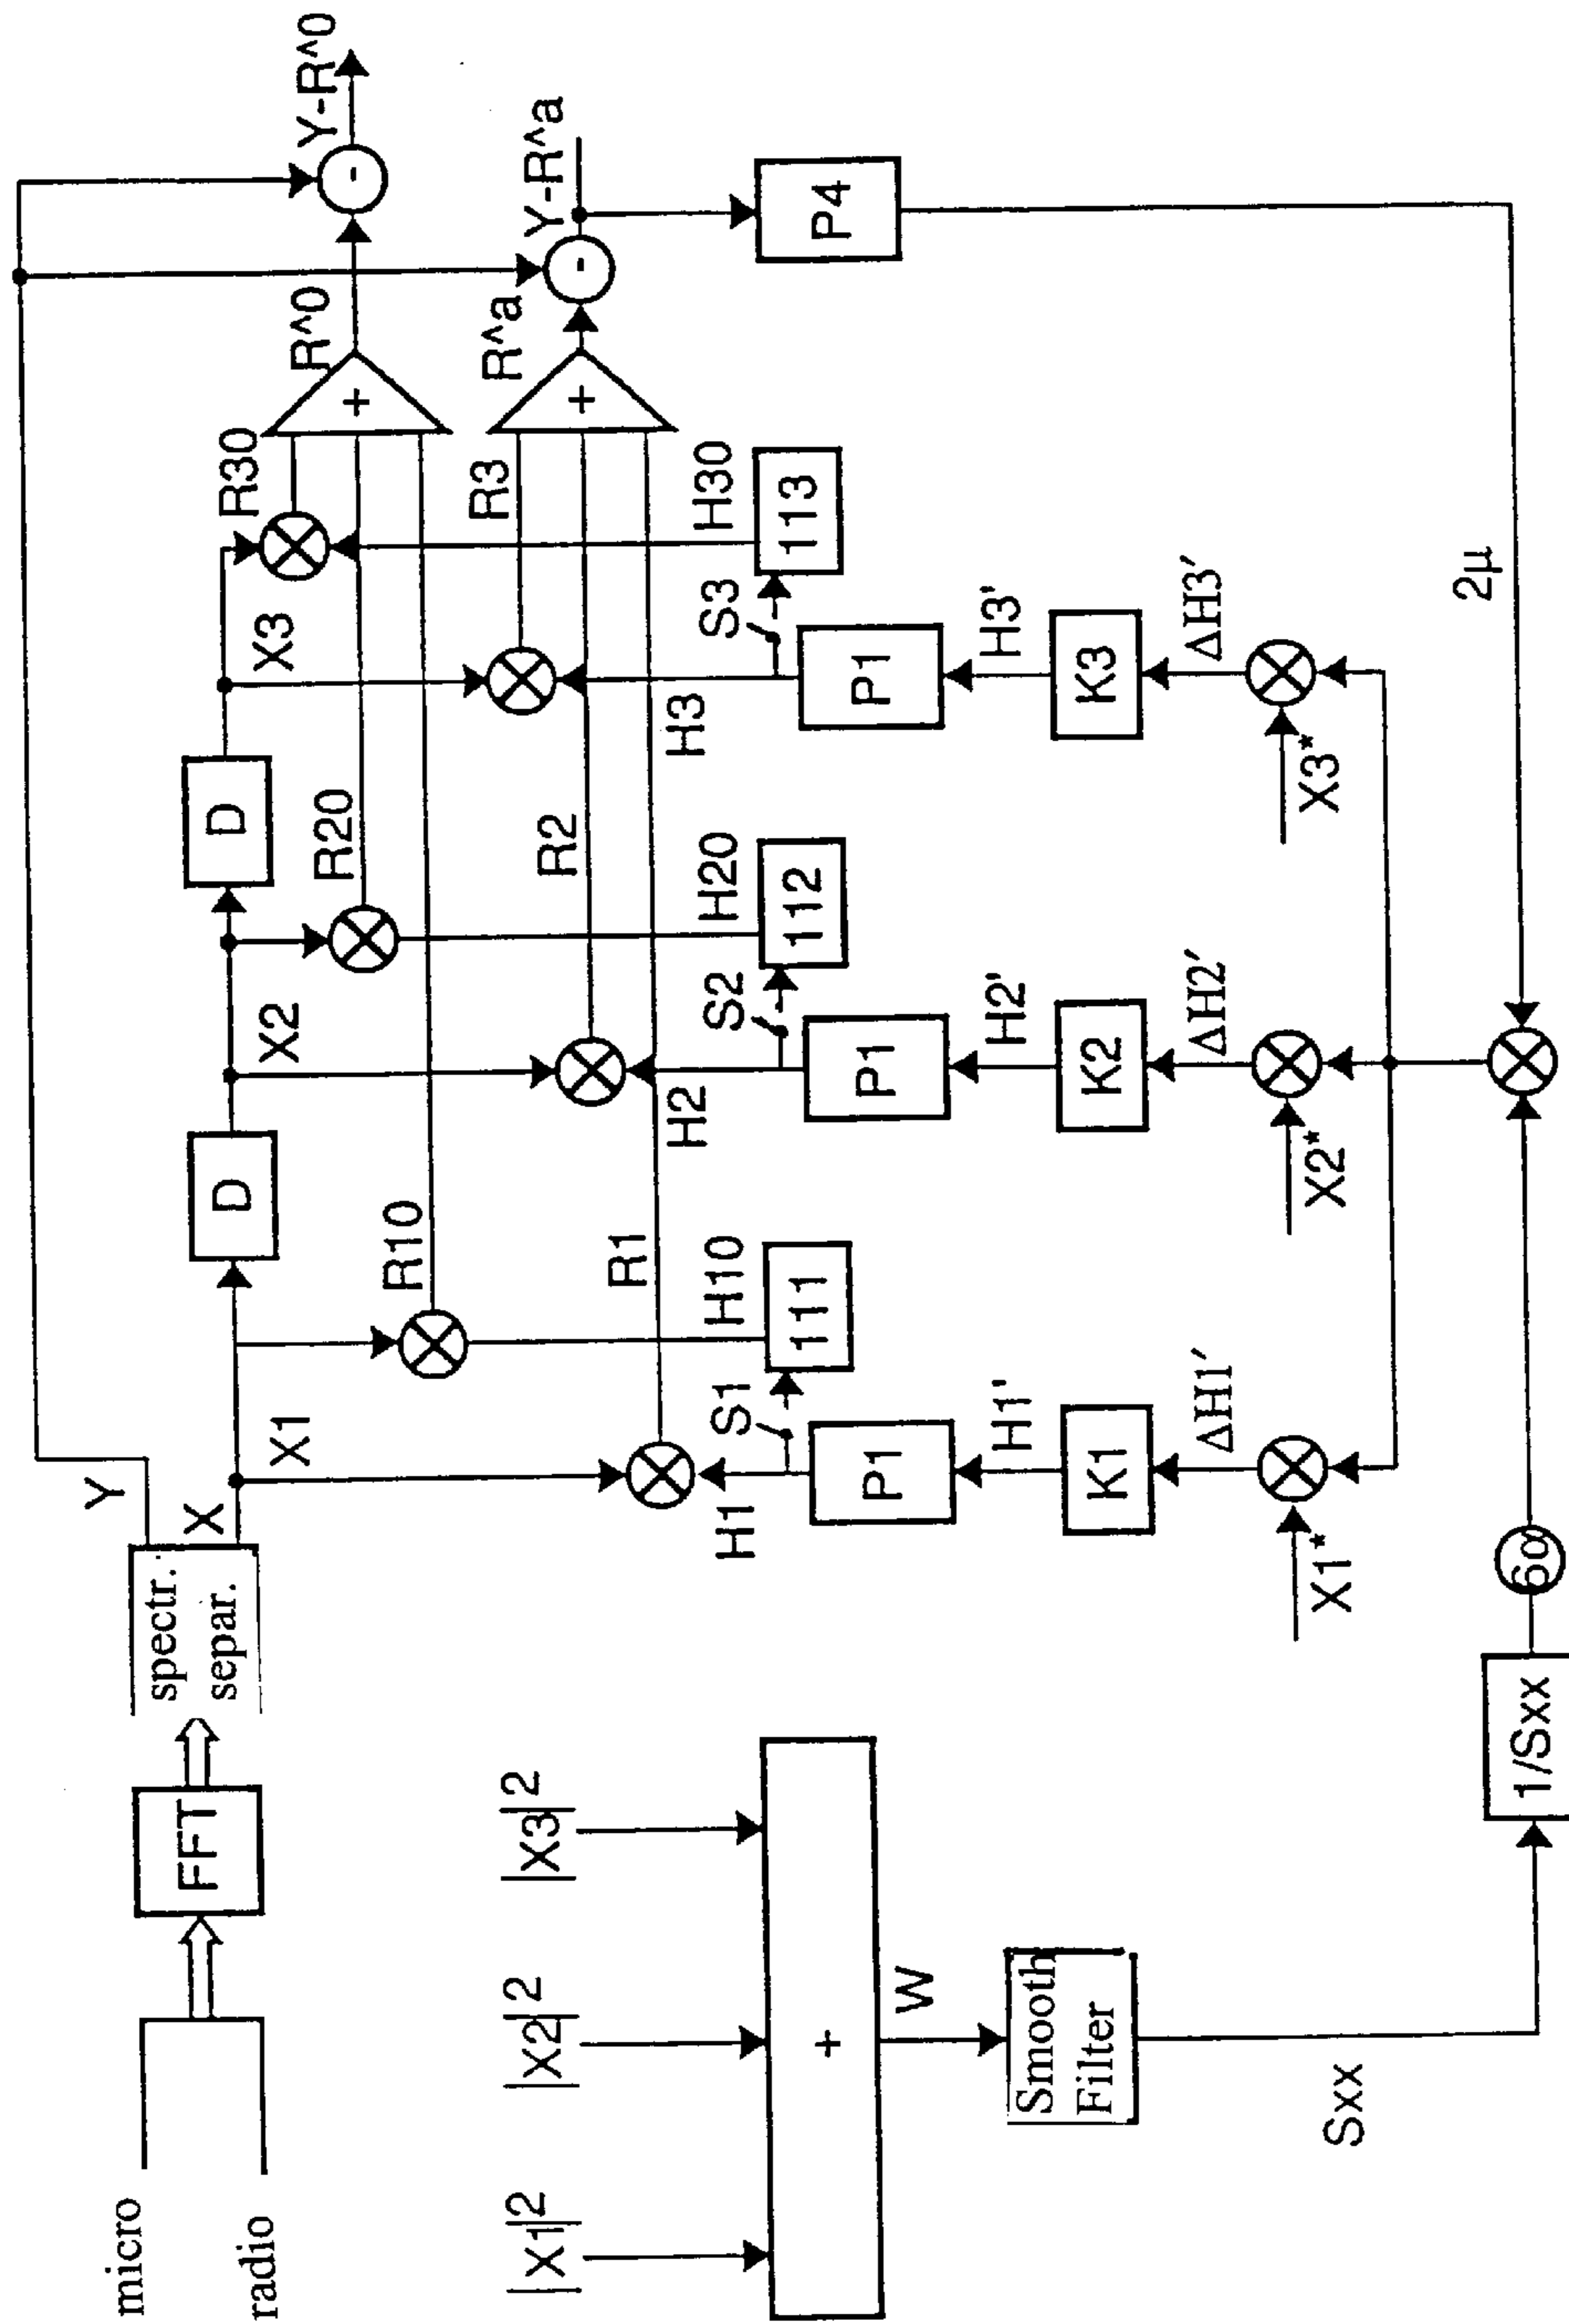 micro
radio
FFT
spectr.
separ.
Y
X
X1
D
X2
D
X3
R10
R20
R30
R^0
Y-R^0
R1
R2
R3
R^a
Y-R^a
H1
S1
H10
111
H2
S2
H20
112
H3
S3
H30
113
P1
P1
P1
P4
H1'
H2'
H3'
K1
K2
K3
ΔH1′
ΔH2′
ΔH3′
X1*
X2*
X3*
2μ
|X1|2
|X2|2
|X3|2
+
+
+
-
-
W
Smooth
Filter
Sxx
1/Sxx
6α